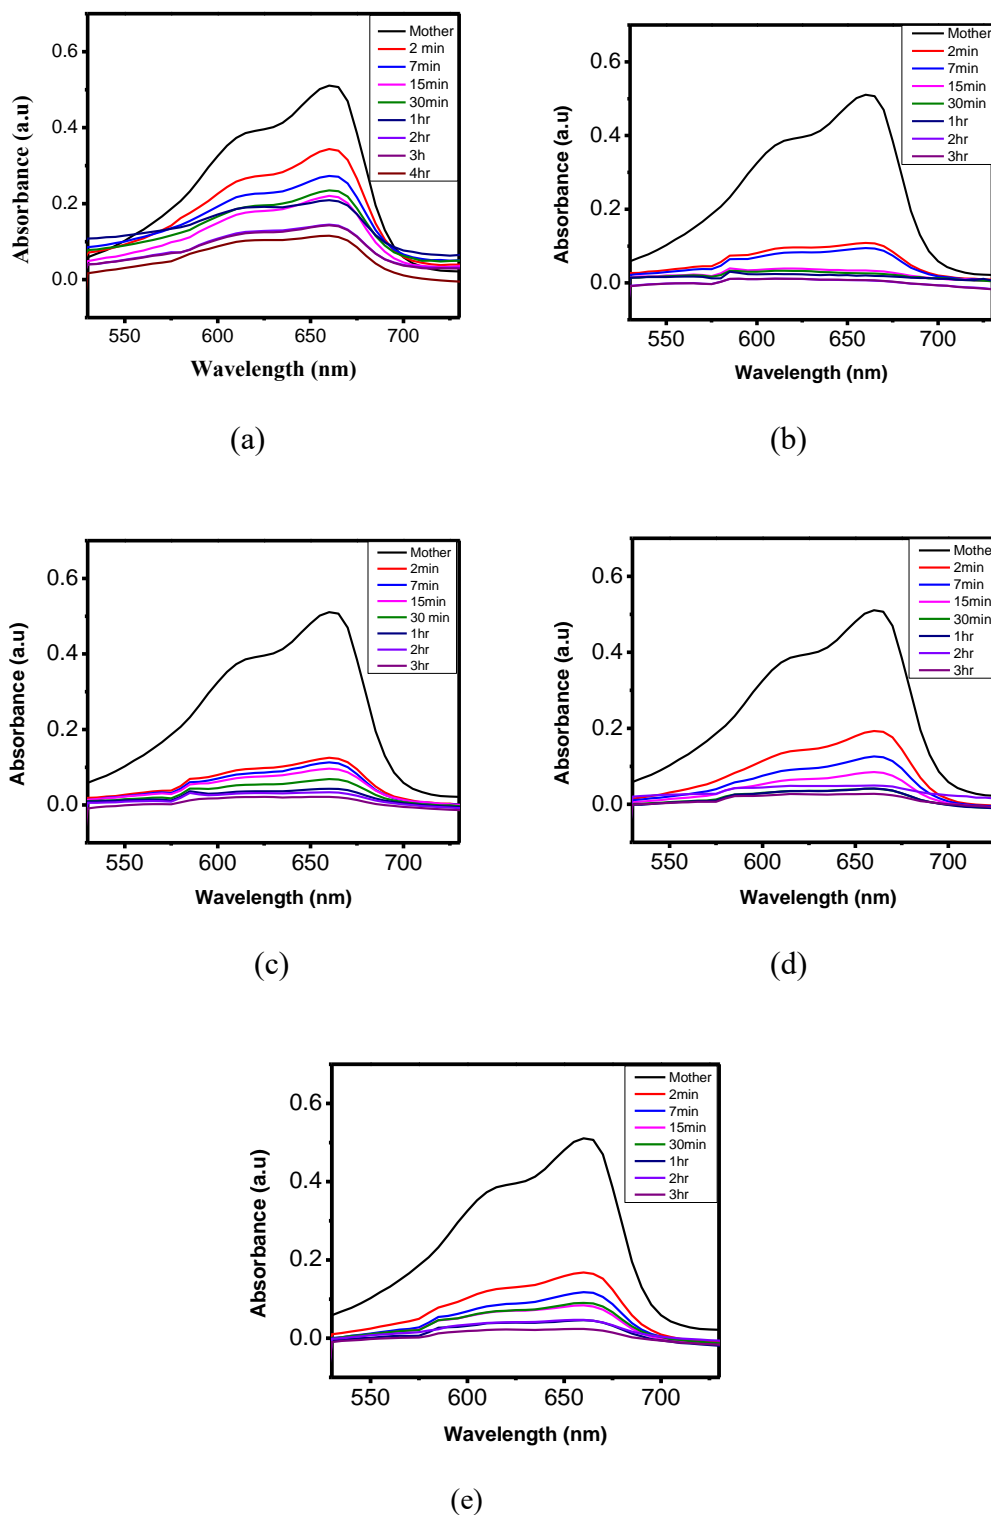 Mother
2 min
7min
15min
30min
1hr
2hr
3h
4hr
0.6
0.4
0.2
0.0
Absorbance (a.u)
550
600
650
700
Wavelength (nm)
(a)
Mother
2min
7min
15min
30min
1hr
2hr
3hr
0.6
0.4
0.2
0.0
Absorbance (a.u)
550
600
650
700
Wavelength (nm)
(b)
Mother
2min
7min
15min
30 min
1hr
2hr
3hr
0.6
0.4
0.2
0.0
Absorbance (a.u)
550
600
650
700
Wavelength (nm)
(c)
Mothe
2min
7min
15min
30min
1hr
2hr
3hr
0.6
0.4
0.2
0.0
Absorbance (a.u)
550
600
650
700
Wavelength (nm)
(d)
Mother
2min
7min
15min
30min
1hr
2hr
3hr
0.6
0.4
0.2
0.0
Absorbance (a.u)
550
600
650
700
Wavelength (nm)
(e)